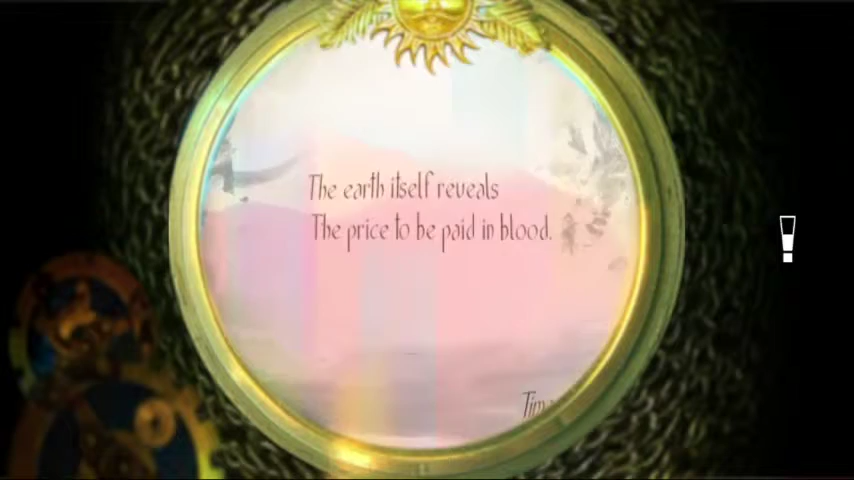 The earth itself reveals
The price to be paid in blood.